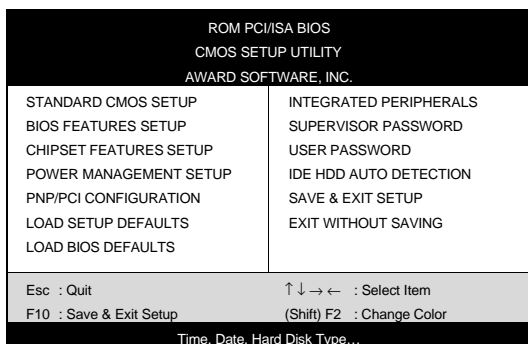 ROM PCI/ISA BIOS
CMOS SETUP UTILITY
AWARD SOFTWARE, INC.
STANDARD CMOS SETUP
BIOS FEATURES SETUP
CHIPSET FEATURES SETUP
POWER MANAGEMENT SETUP
PNP/PCI CONFIGURATION
LOAD SETUP DEFAULTS
LOAD BIOS DEFAULTS
INTEGRATED PERIPHERALS
SUPERVISOR PASSWORD
USER PASSWORD
IDE HDD AUTO DETECTION
SAVE & EXIT SETUP
EXIT WITHOUT SAVING
Esc : Quit
F10 : Save & Exit Setup
↑ ↓ → ← : Select Item
(Shift) F2 : Change Color
Time, Date, Hard Disk Type…